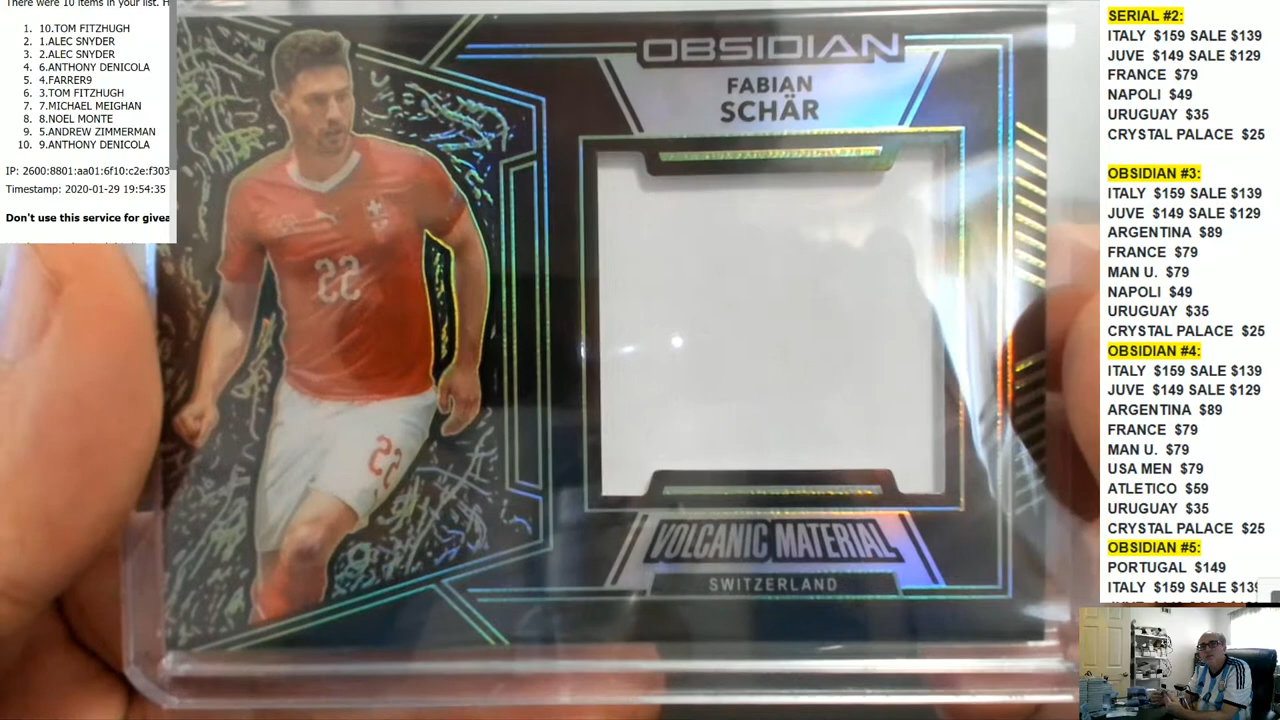 There were 10 items in your list. H
1. 10.TOM FITZHUGH
2. 1.ALEC SNYDER
3. 2.ALEC SNYDER
4. 6.ANTHONY DENICOLA
5. 4.FARRER9
6. 3.TOM FITZHUGH
7. 7.MICHAEL MEIGHAN
8. 8.NOEL MONTE
9. 5.ANDREW ZIMMERMAN
10. 9.ANTHONY DENICOLA
IP: 2600:8801:aa01:6f10:c2e:f303
Timestamp: 2020-01-29 19:54:35
Don't use this service for givea
OBSIDIAN
FABIAN
SCHÄR
22
22
VOLCANIC MATERIAL
SWITZERLAND
SERIAL #2:
ITALY $159 SALE $139
JUVE $149 SALE $129
FRANCE $79
NAPOLI $49
URUGUAY $35
CRYSTAL PALACE $25
OBSIDIAN #3:
ITALY $159 SALE $139
JUVE $149 SALE $129
ARGENTINA $89
FRANCE $79
MAN U. $79
NAPOLI $49
URUGUAY $35
CRYSTAL PALACE $25
OBSIDIAN #4:
ITALY $159 SALE $139
JUVE $149 SALE $129
ARGENTINA $89
FRANCE $79
MAN U. $79
USA MEN $79
ATLETICO $59
URUGUAY $35
CRYSTAL PALACE $25
OBSIDIAN #5:
PORTUGAL $149
ITALY $159 SALE $139